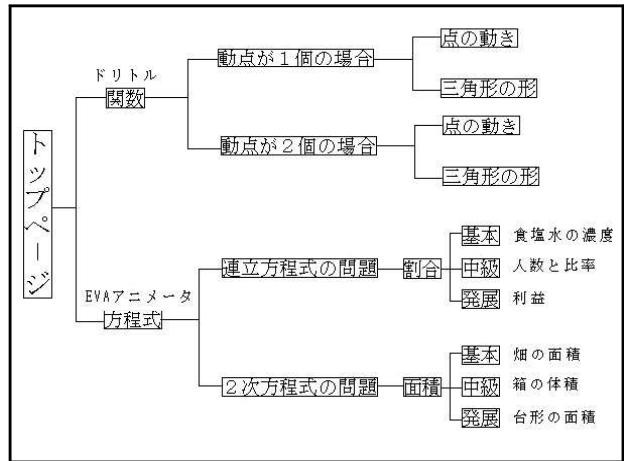 トップページ
ドリトル
関数
動点が1個の場合
点の動き
三角形の形
動点が2個の場合
点の動き
三角形の形
EVAアニメータ
方程式
連立方程式の問題
割合
基本 食塩水の濃度
中級 人数と比率
発展 利益
2次方程式の問題
面積
基本 畑の面積
中級 箱の体積
発展 台形の面積